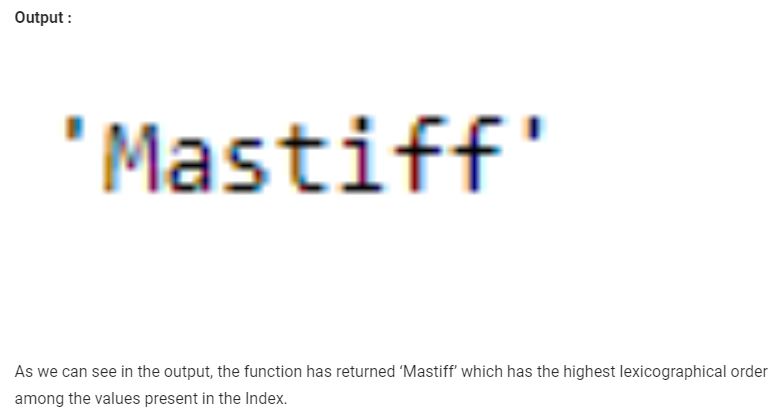 Output :
'Mastiff'
As we can see in the output, the function has returned ‘Mastiff’ which has the highest lexicographical order
among the values present in the Index.